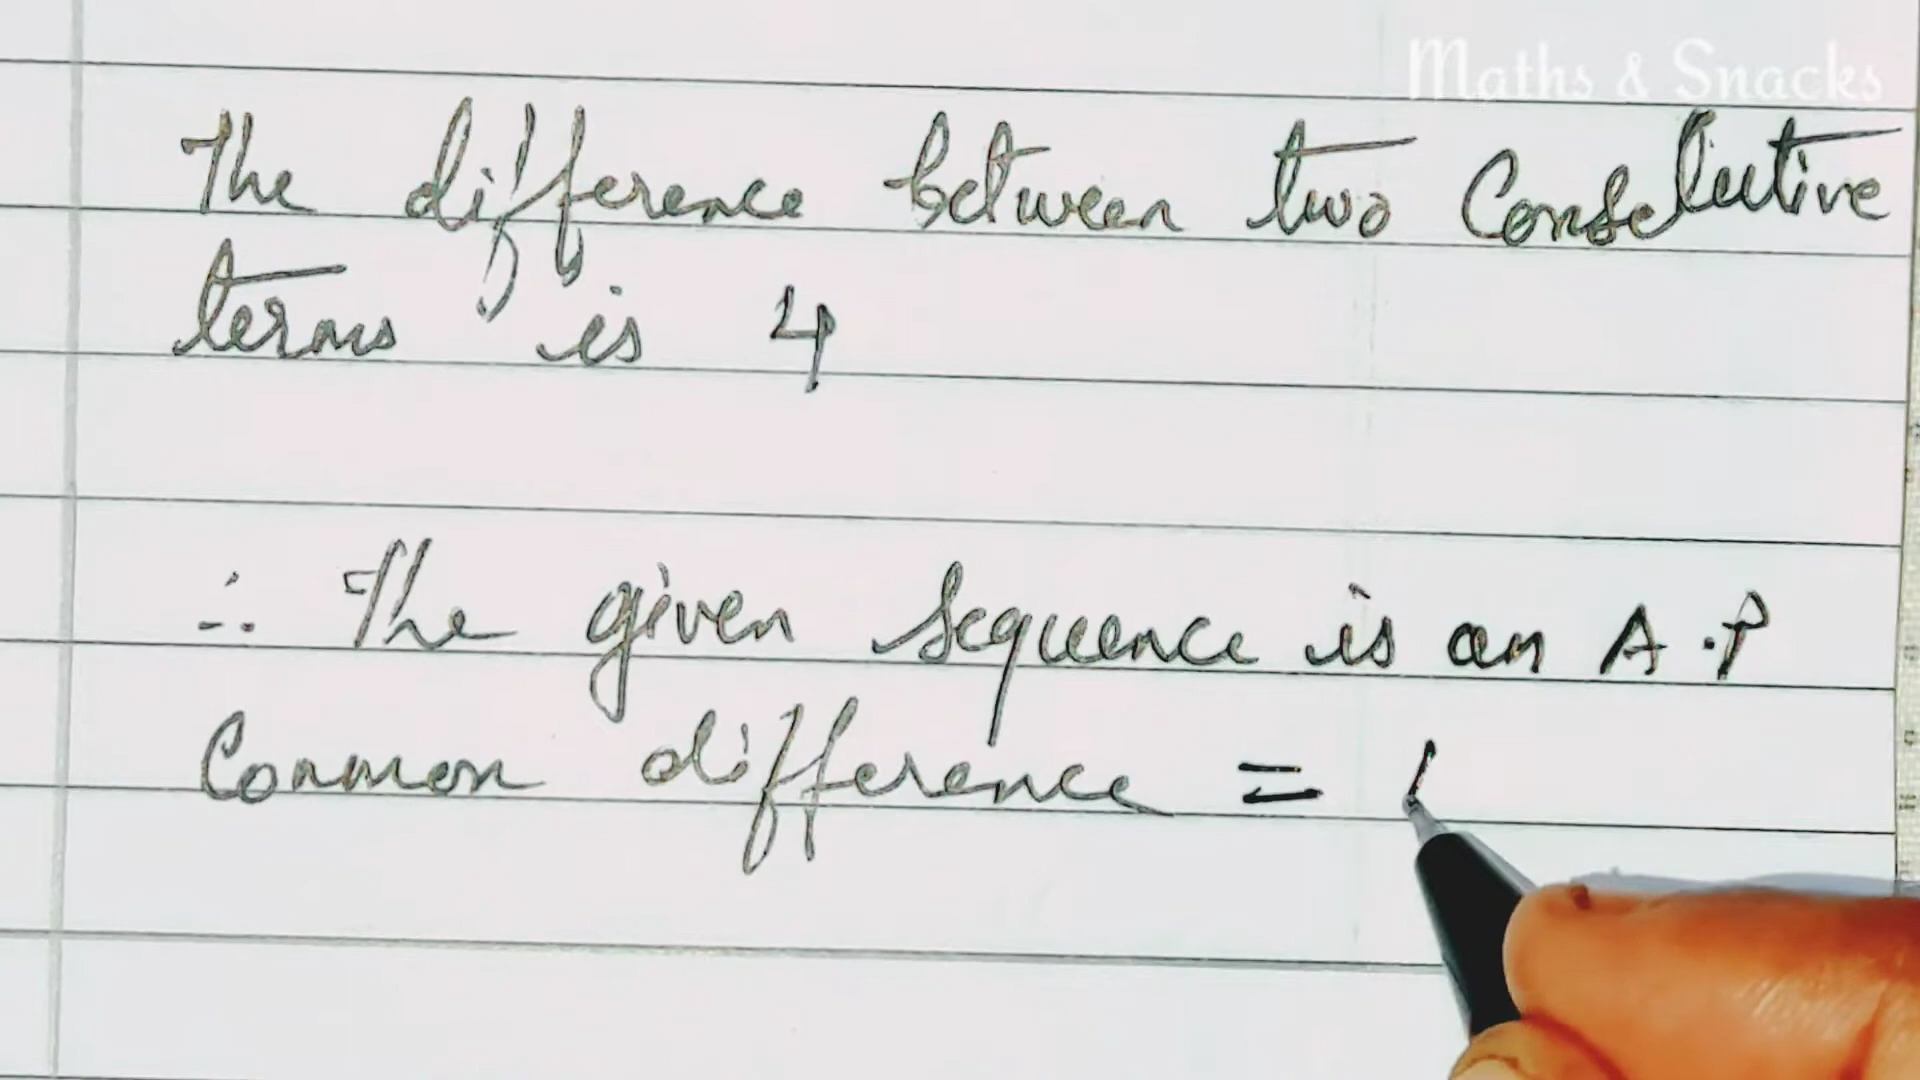 Maths & Snacks
The difference between two Consecutive
terms is 4
∴ The given sequence is an A.P
Common difference =